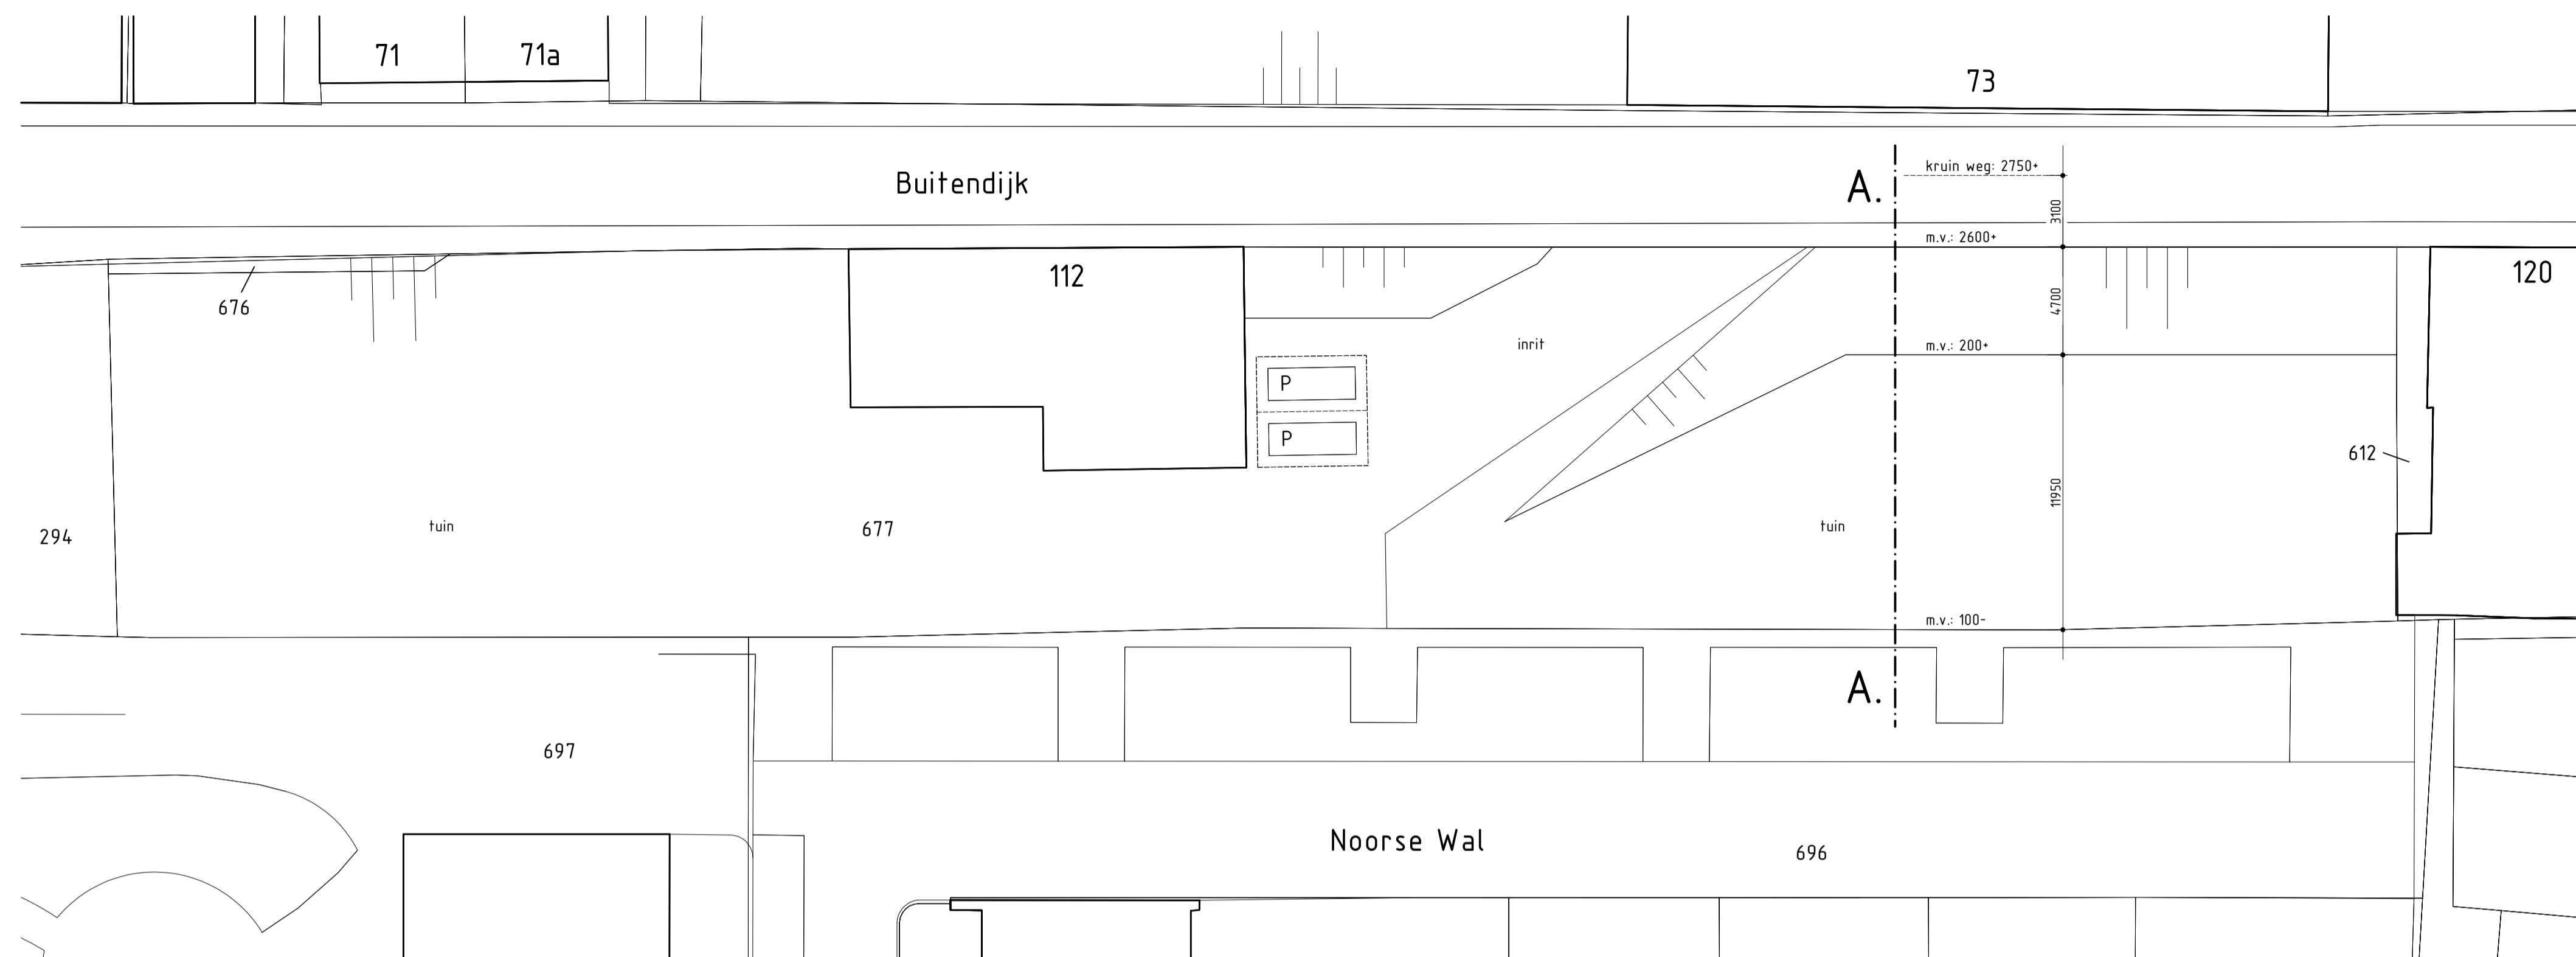 71
71a
73
Buitendijk
A.
kruin weg: 2750+
3100
m.v.: 2600+
112
120
676
4700
inrit
m.v.: 200+
P
P
612
11950
294
tuin
677
tuin
m.v.: 100-
A.
697
Noorse Wal
696